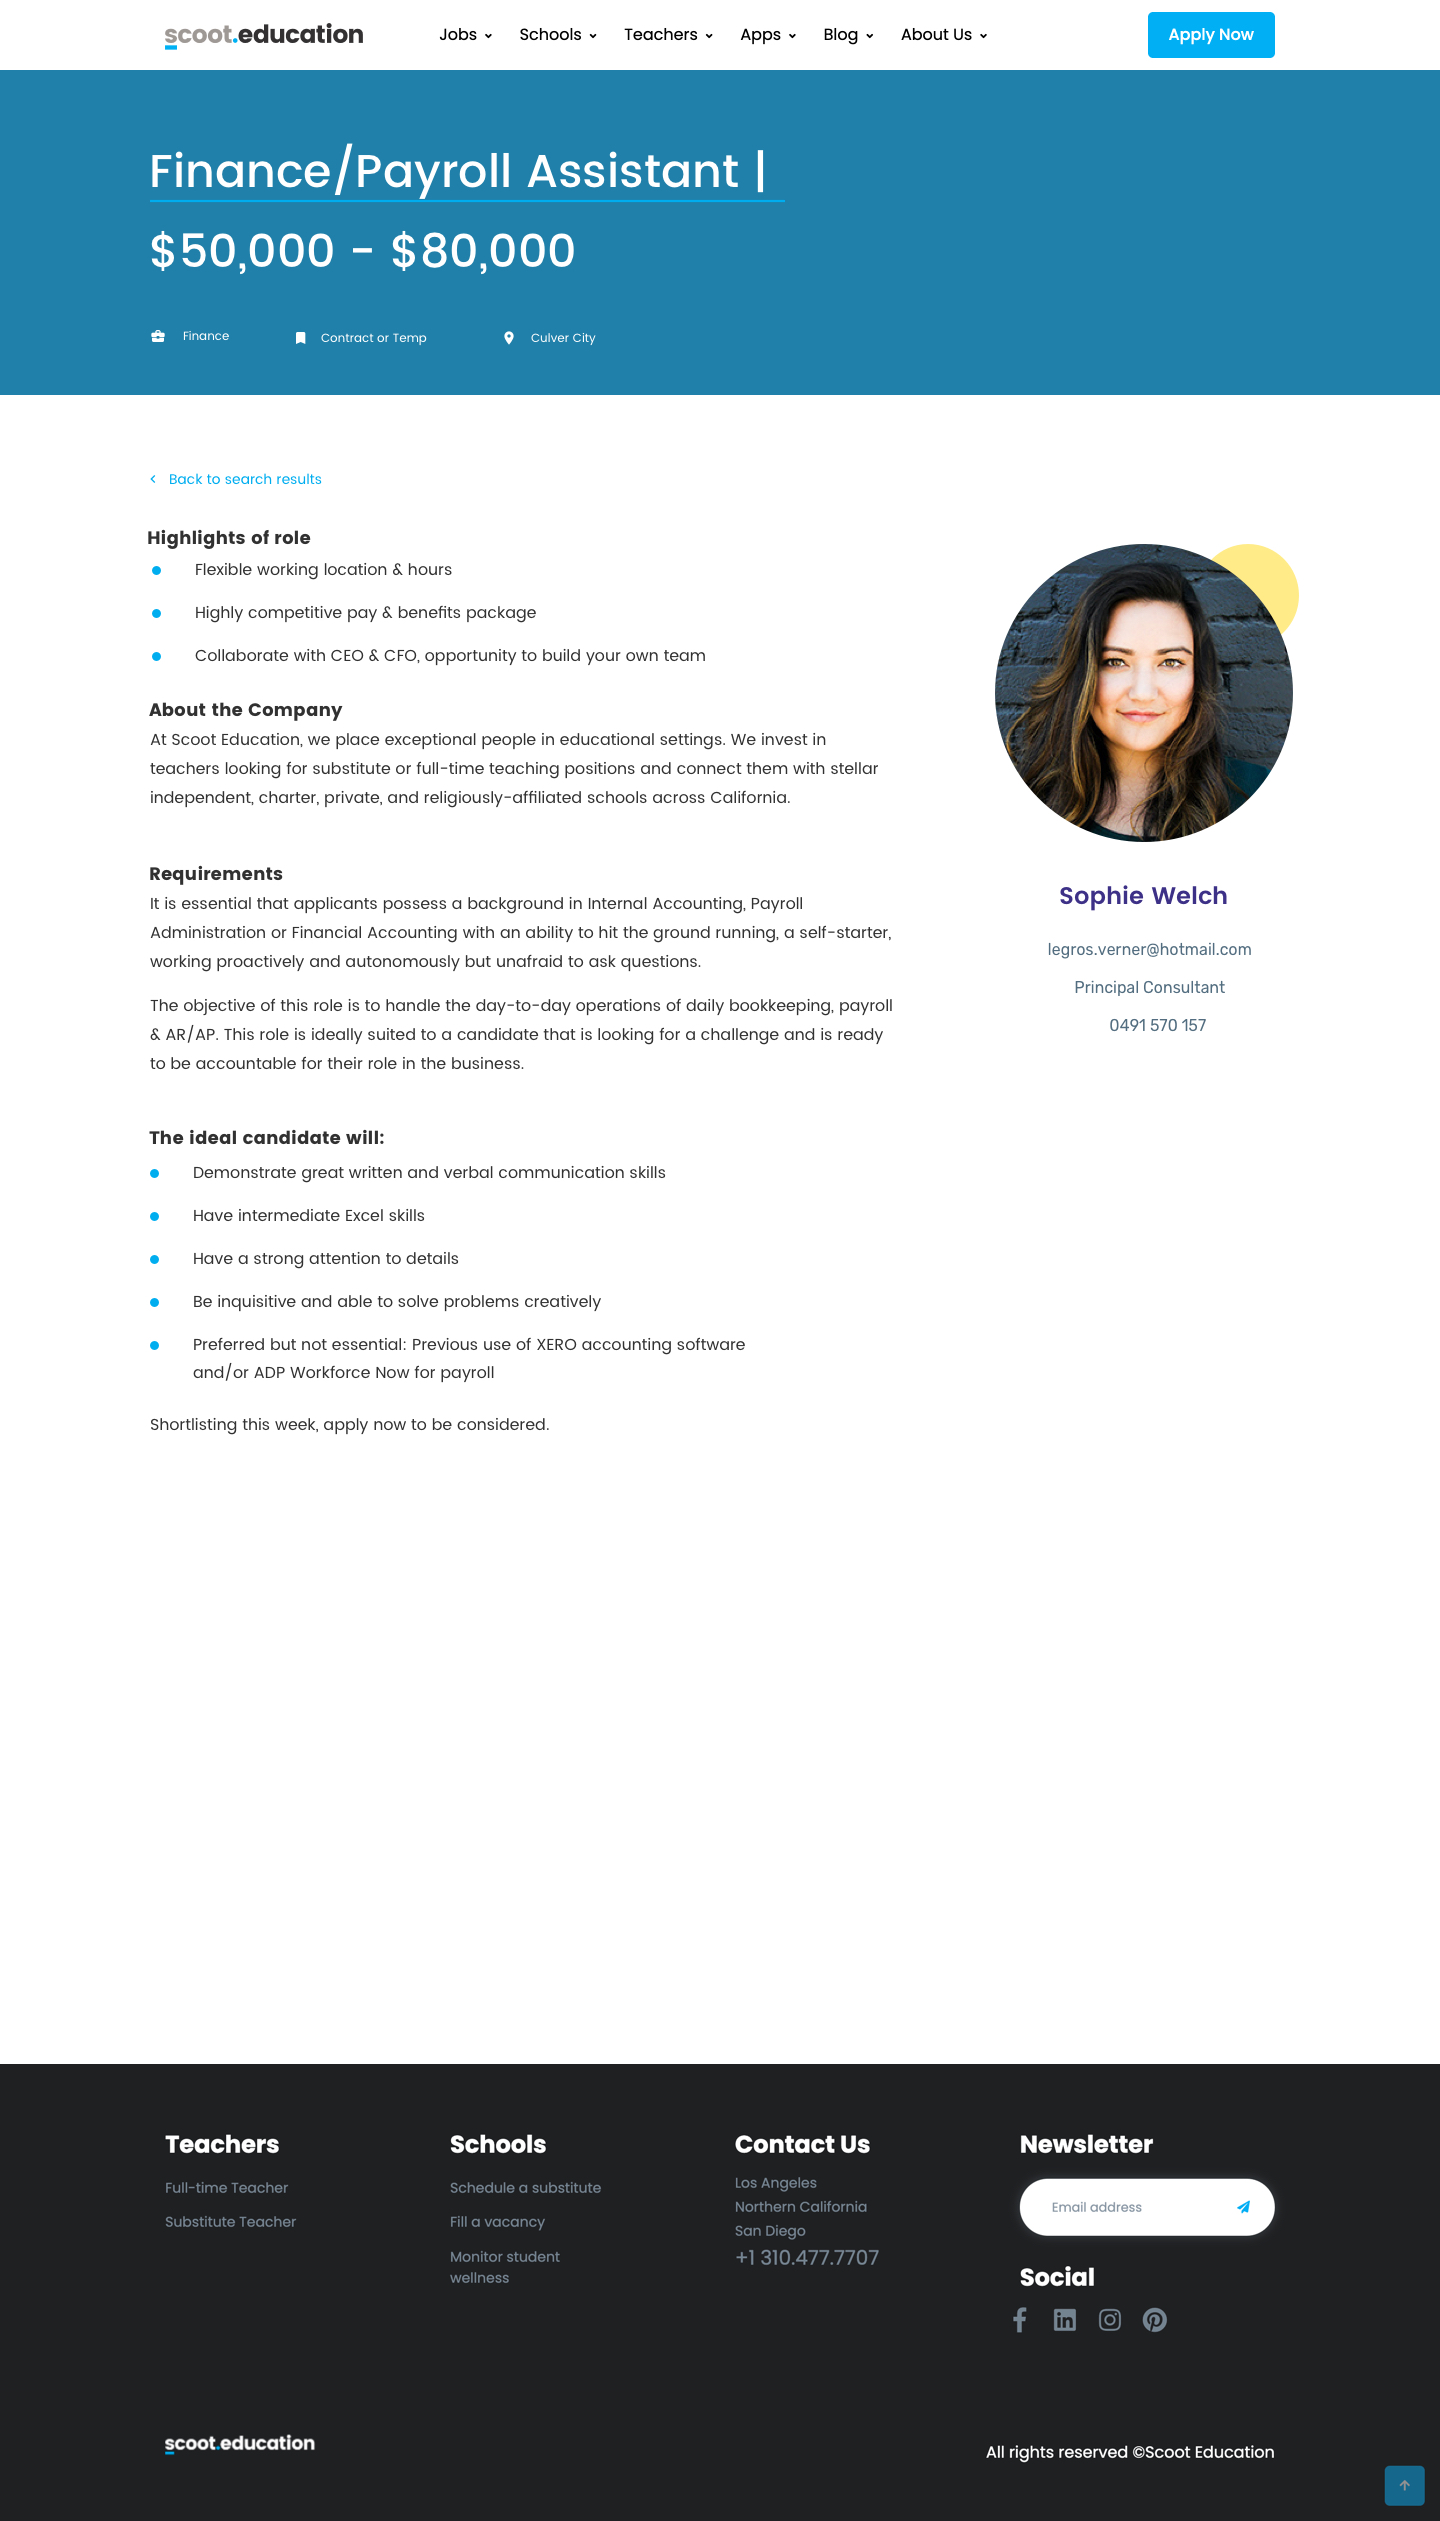 scoot.education
Jobs
Schools
Teachers
Apps
Blog
About Us
Apply Now
Finance/Payroll Assistant |
$50,000 - $80,000
Finance
Contract or Temp
Culver City
Back to search results
Highlights of role
Flexible working location & hours
Highly competitive pay & benefits package
Collaborate with CEO & CFO, opportunity to build your own team
About the Company
At Scoot Education, we place exceptional people in educational settings. We invest in
teachers looking for substitute or full-time teaching positions and connect them with stellar
independent, charter, private, and religiously-affiliated schools across California.
Requirements
It is essential that applicants possess a background in Internal Accounting, Payroll
Administration or Financial Accounting with an ability to hit the ground running, a self-starter,
working proactively and autonomously but unafraid to ask questions.
The objective of this role is to handle the day-to-day operations of daily bookkeeping, payroll
& AR/AP. This role is ideally suited to a candidate that is looking for a challenge and is ready
to be accountable for their role in the business.
The ideal candidate will:
Demonstrate great written and verbal communication skills
Have intermediate Excel skills
Have a strong attention to details
Be inquisitive and able to solve problems creatively
Preferred but not essential: Previous use of XERO accounting software
and/or ADP Workforce Now for payroll
Shortlisting this week, apply now to be considered.
Sophie Welch
legros.verner@hotmail.com
Principal Consultant
0491 570 157
Teachers
Full-time Teacher
Substitute Teacher
Schools
Schedule a substitute
Fill a vacancy
Monitor student
wellness
Contact Us
Los Angeles
Northern California
San Diego
+1 310.477.7707
Newsletter
Email address
Social
scoot.education
All rights reserved ©Scoot Education